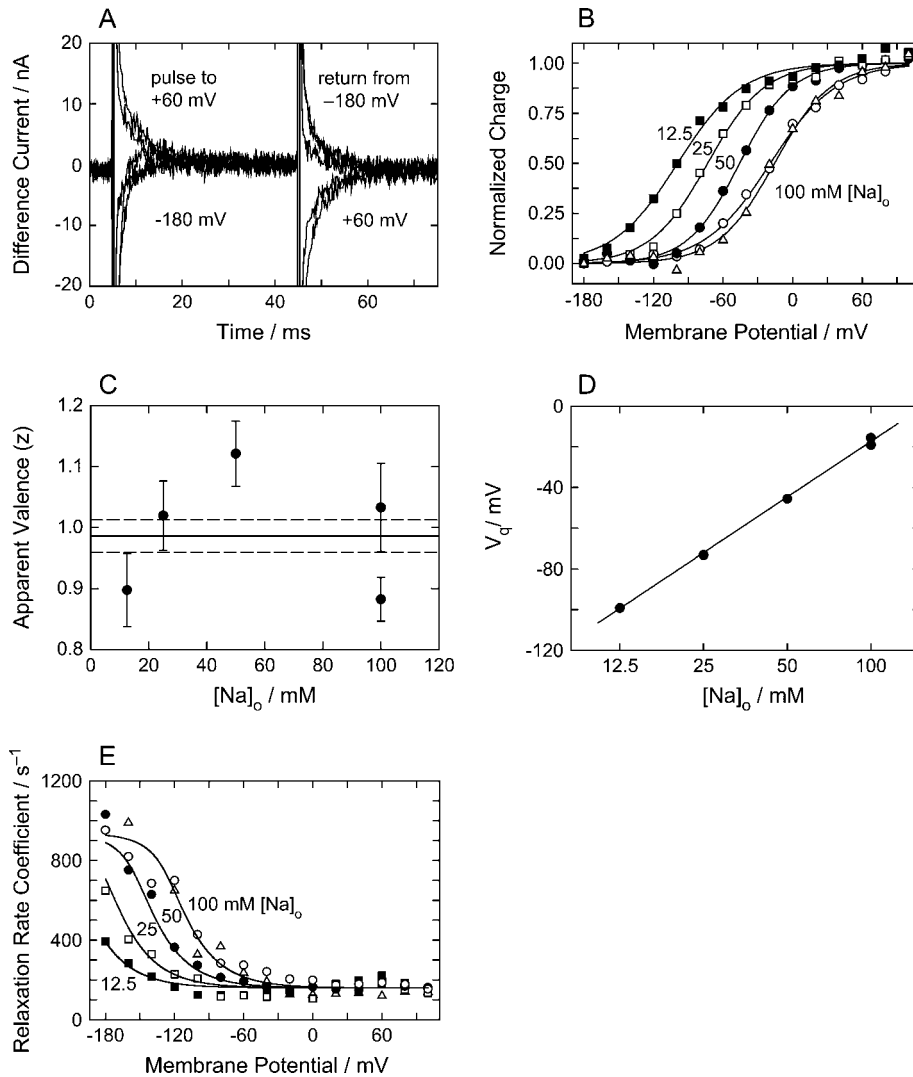 A
Difference Current / nA
20
10
0
-10
-20
pulse to
+60 mV
return from
−180 mV
-180 mV
+60 mV
0 20 40 60
Time / ms
B
Normalized Charge
1.00
0.75
0.50
0.25
0.00
12.5
25
50
100 mM [Na]o
-180 -120 -60 0 60
Membrane Potential / mV
C
Apparent Valence (z)
1.2
1.1
1.0
0.9
0.8
0 20 40 60 80 100 120
[Na]o / mM
D
Vq/ mV
0
-40
-80
-120
12.5 25 50 100
[Na]o / mM
E
Relaxation Rate Coefficient / s−1
1200
800
400
0
100 mM [Na]o
50
25
12.5
-180 -120 -60 0 60
Membrane Potential / mV